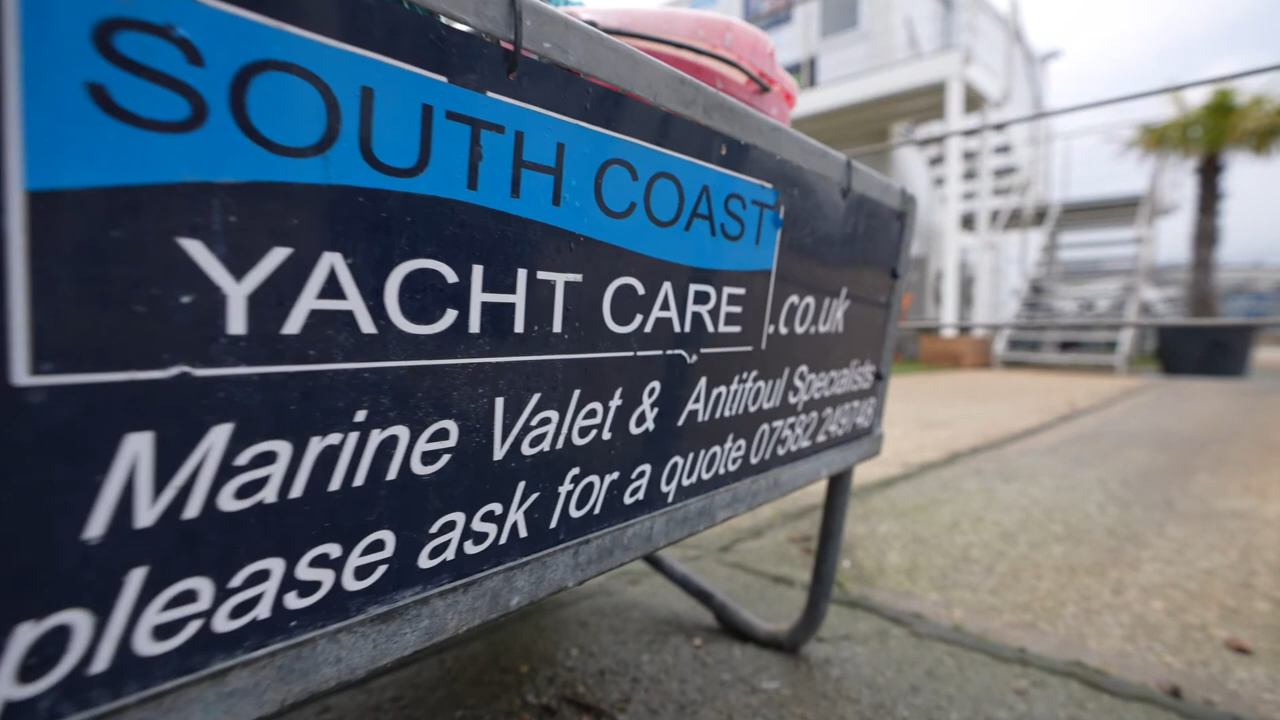 SOUTH COAST
YACHT CARE .co.uk
Marine Valet & Antifoul Specialists
please ask for a quote 07582 249748